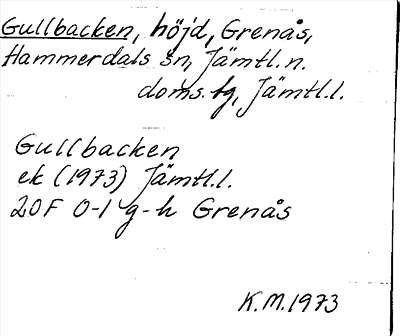 Gullbacken, höjd, Grenås,
Hammerdals sn, Jämtl. n.
doms. tg, Jämtl. l.
Gullbacken
ek (1973) Jämtl. l.
20F 0-1 g-h Grenås
K. M. 1973